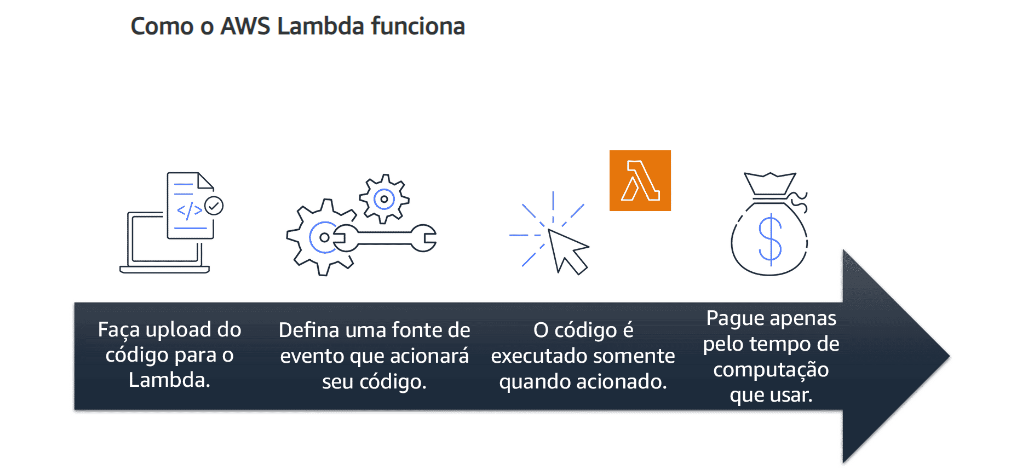 Como o AWS Lambda funciona
</>
$
Faça upload do
código para o
Lambda.
Defina uma fonte de
evento que acionará
seu código.
O código é
executado somente
quando acionado.
Pague apenas
pelo tempo de
computação
que usar.